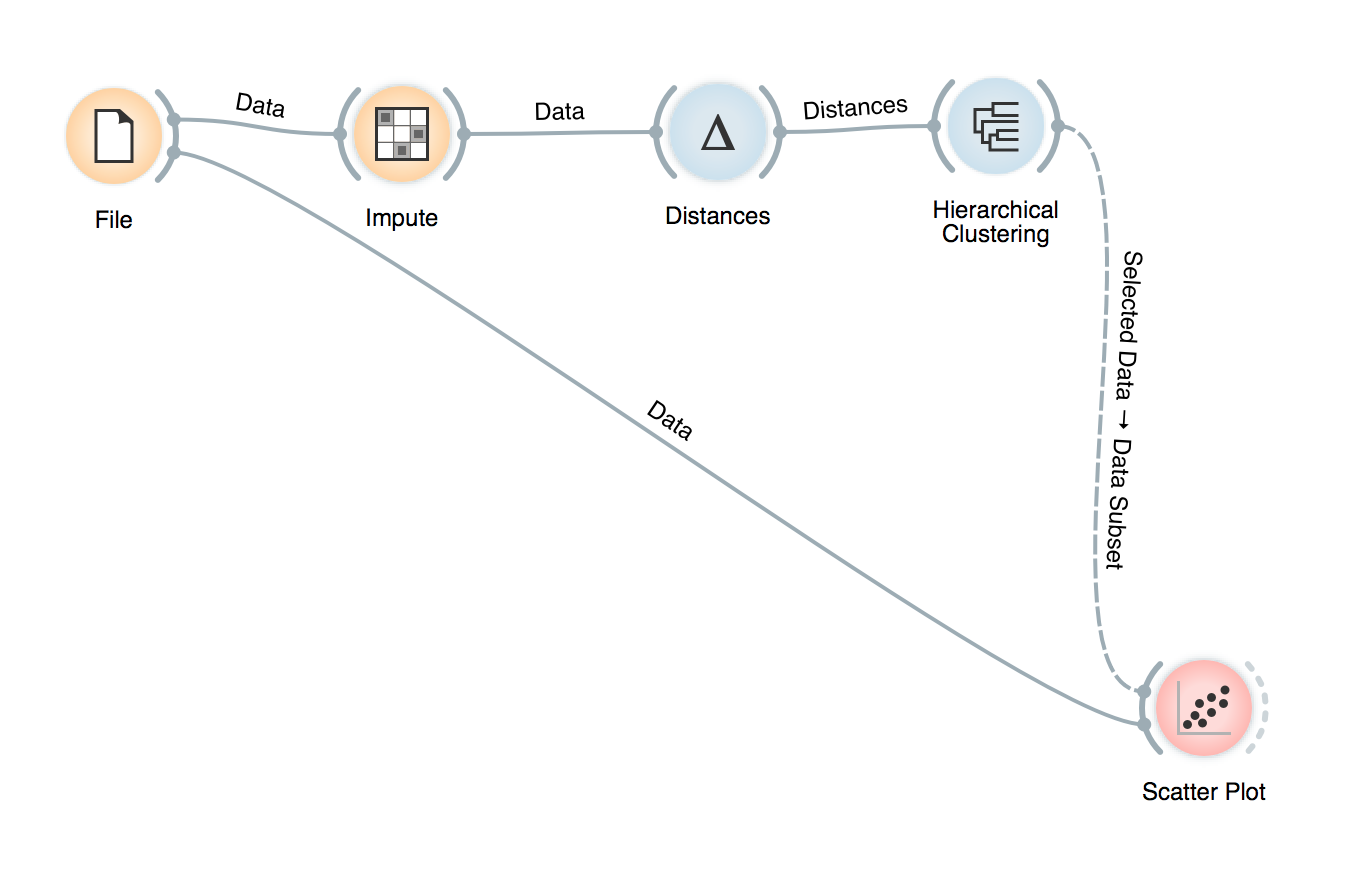 Data
Data
Distances
File
Impute
Distances
Hierarchical
Clustering
Selected Data → Data Subset
Data
Scatter Plot